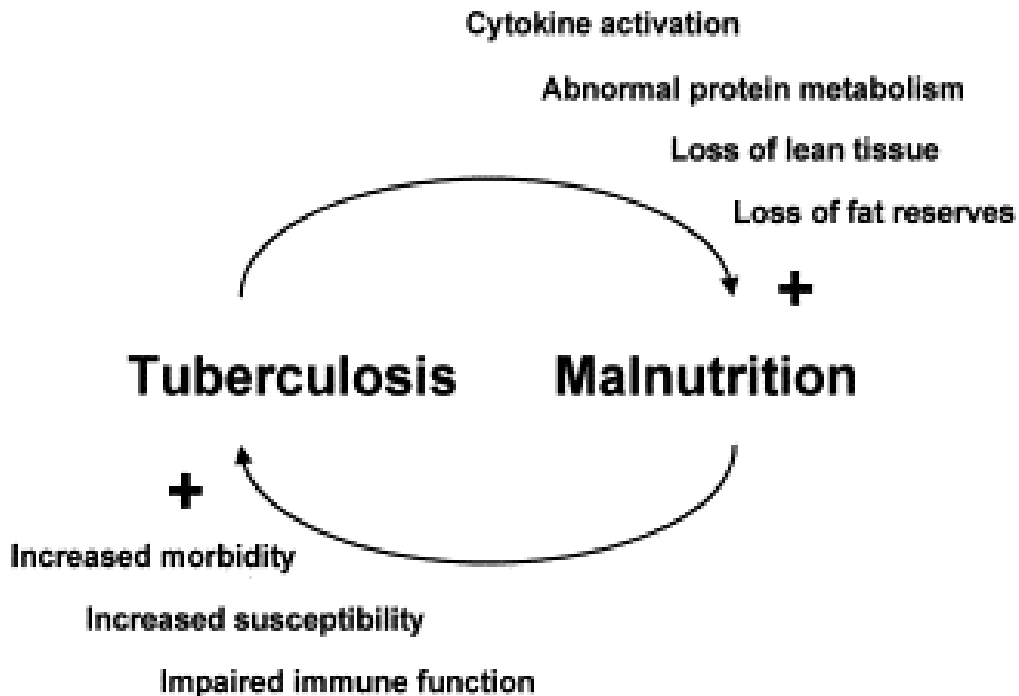 Cytokine activation
Abnormal protein metabolism
Loss of lean tissue
Loss of fat reserves
+
Tuberculosis Malnutrition
+
Increased morbidity
Increased susceptibility
Impaired immune function